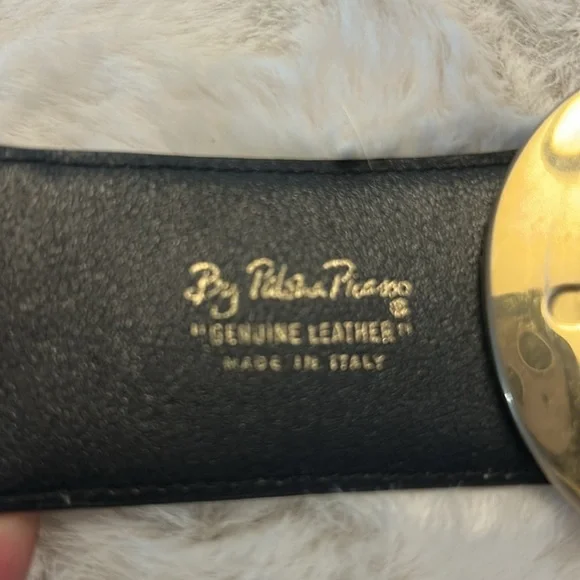 By Paloma Picasso
®
"GENUINE LEATHER"
MADE IN ITALY